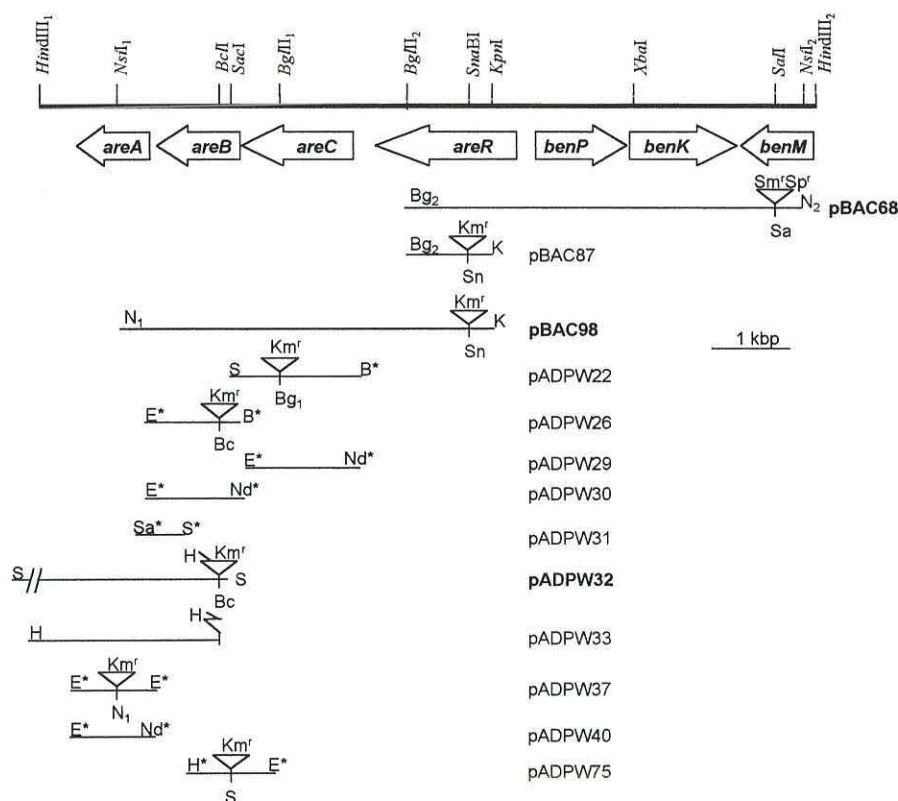 HindIII₁ NsiI₁ BclI SacI BglII₁ BglII₂ SnaBI KpnI XbaI SalI NsiI₂ HindIII₂
areA areB areC areR benP benK benM
SmʳSpʳ
Bg₂ N₂ pBAC68
Sa
Kmʳ
Bg₂ K pBAC87
Sn
Kmʳ
N₁ K pBAC98
Sn
1 kbp
Kmʳ
S B* pADPW22
Bg₁
Kmʳ
E* B* pADPW26
Bc
E* Nd* pADPW29
E* Nd* pADPW30
Sa* S* pADPW31
H Kmʳ
S S pADPW32
Bc
H
H pADPW33
Kmʳ
E* E* pADPW37
N₁
E* Nd* pADPW40
Kmʳ
H* E* pADPW75
S